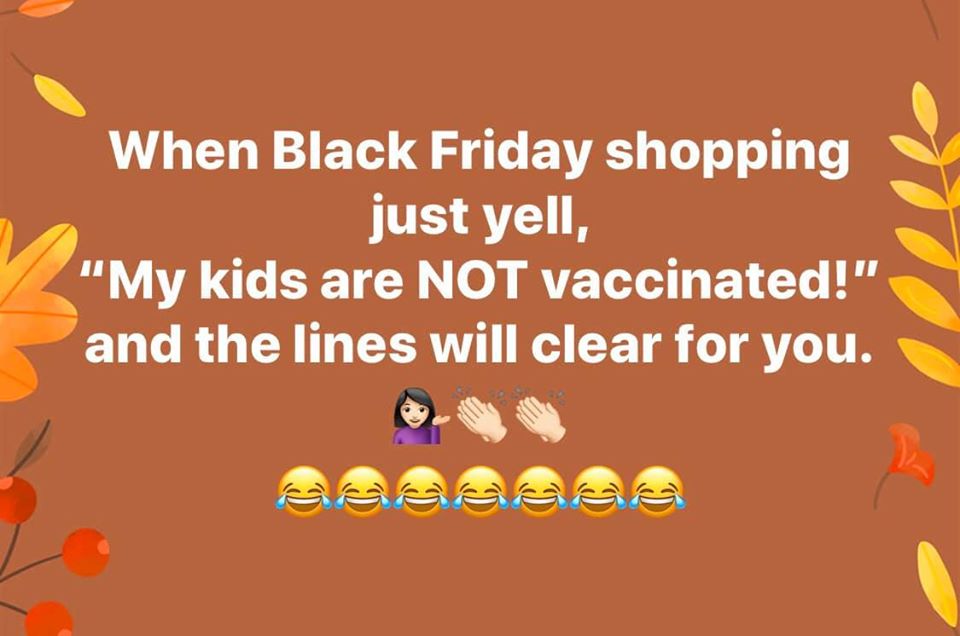 When Black Friday shopping
just yell,
“My kids are NOT vaccinated!”
and the lines will clear for you.